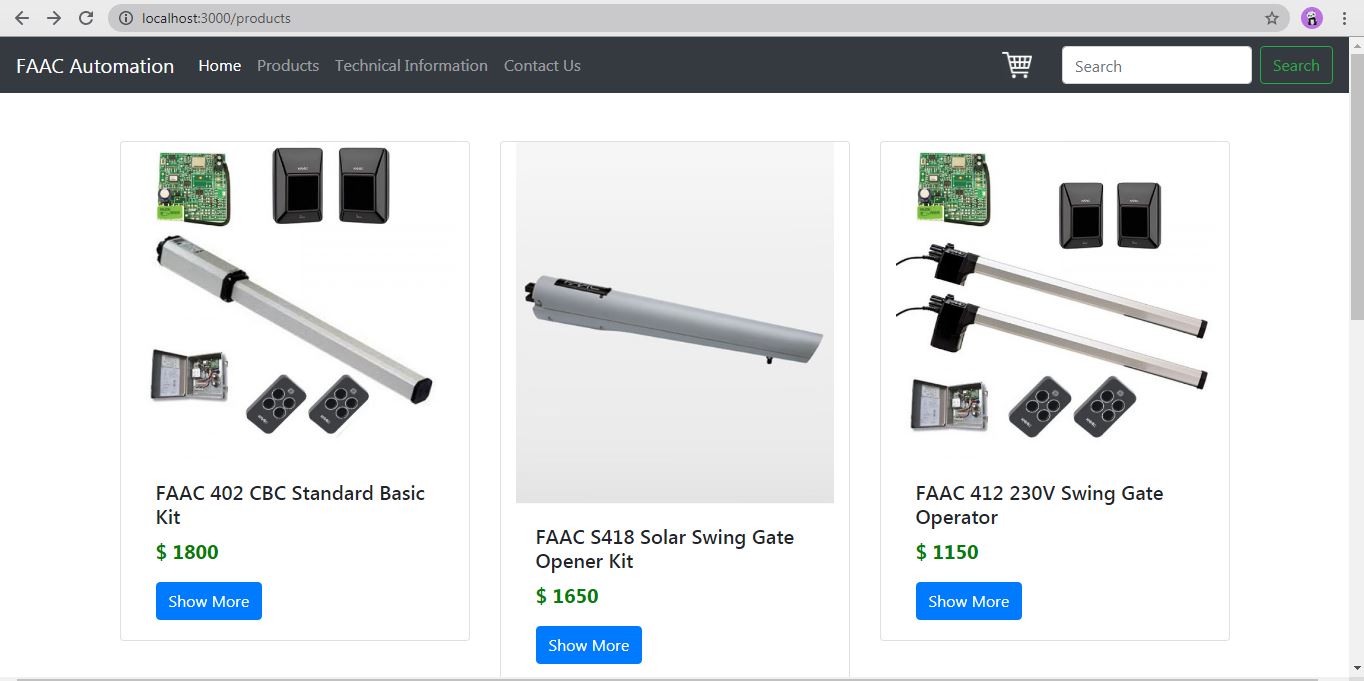 localhost:3000/products
FAAC Automation Home Products Technical Information Contact Us Search Search
FAAC 402 CBC Standard Basic
Kit
$ 1800
Show More
FAAC S418 Solar Swing Gate
Opener Kit
$ 1650
Show More
FAAC 412 230V Swing Gate
Operator
$ 1150
Show More